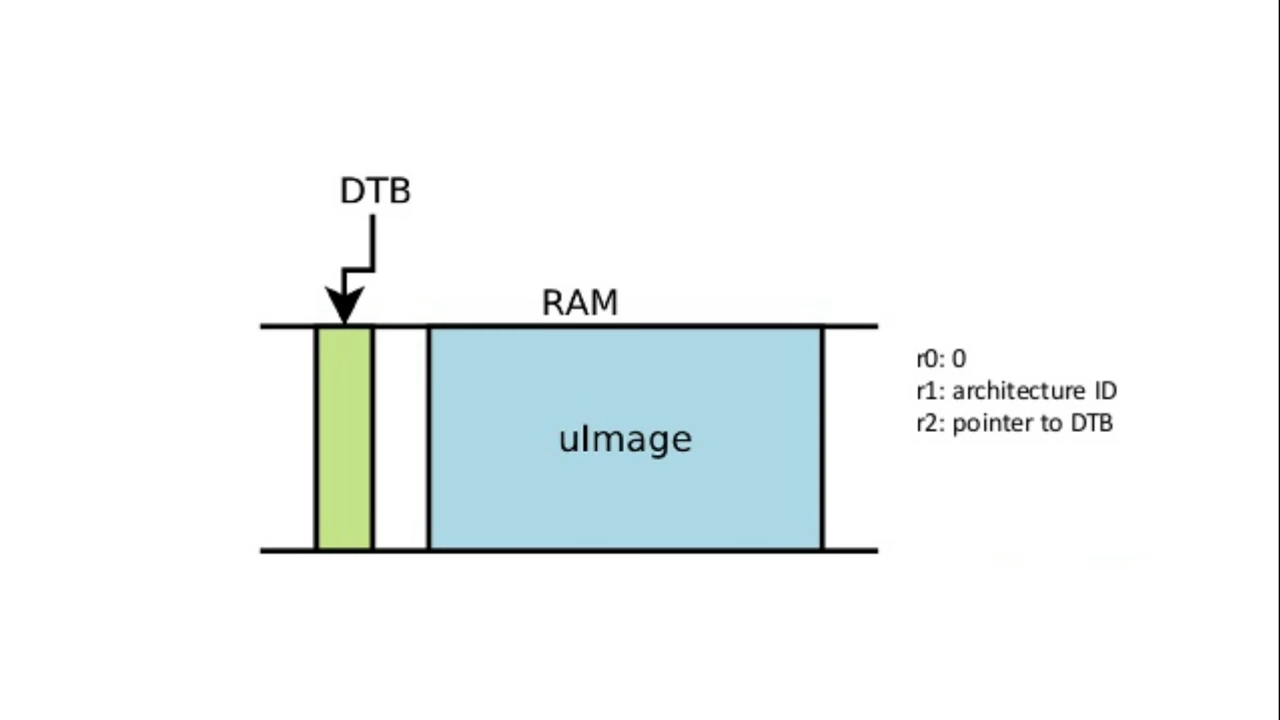 DTB
RAM
uImage
r0: 0
r1: architecture ID
r2: pointer to DTB